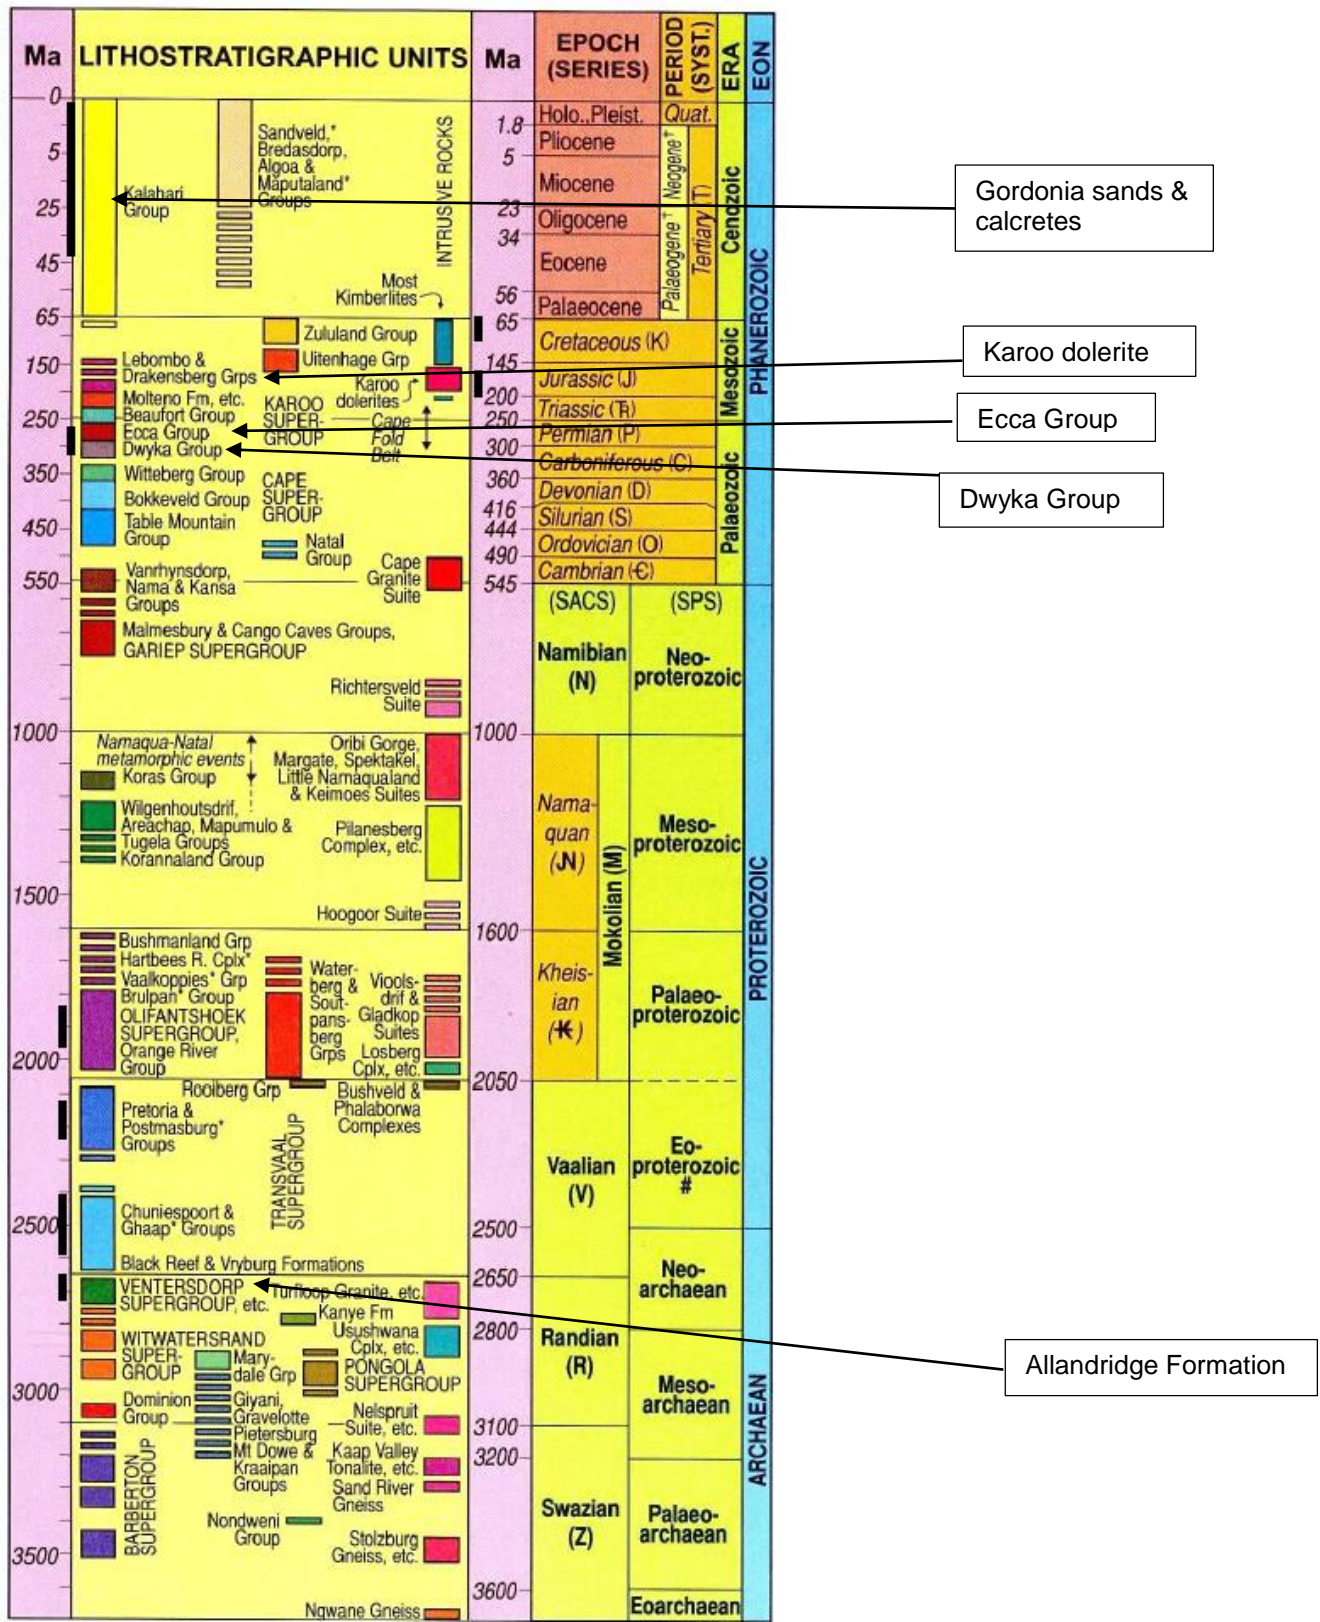 Ma
LITHOSTRATIGRAPHIC UNITS
Ma
EPOCH
(SERIES)
PERIOD
(SYST.)
ERA
EON
0
5
25
45
65
150
250
350
450
550
1000
1500
2000
2500
3000
3500
Kalahari
Group
Sandveld,*
Bredasdorp,
Algoa &
Maputaland*
Groups
INTRUSIVE ROCKS
Most
Kimberlites
Zululand Group
Uitenhage Grp
Lebombo &
Drakensberg Grps
Karoo
dolerites
Molteno Fm, etc.
Beaufort Group
Ecca Group
Dwyka Group
KAROO
SUPER-
GROUP
Cape
Fold
Belt
Witteberg Group
Bokkeveld Group
Table Mountain
Group
CAPE
SUPER-
GROUP
Natal
Group
Cape
Granite
Suite
Vanrhynsdorp,
Nama & Kansa
Groups
Malmesbury & Cango Caves Groups,
GARIEP SUPERGROUP
Richtersveld
Suite
Namaqua-Natal
metamorphic events
Koras Group
Oribi Gorge,
Margate, Spektakel,
Little Namaqualand
& Keimoes Suites
Wilgenhoutsdrif,
Areachap, Mapumulo &
Tugela Groups
Korannaland Group
Pilanesberg
Complex, etc.
Hoogoor Suite
Bushmanland Grp
Hartbees R. Cplx*
Vaalkoppies* Grp
Brulpan* Group
OLIFANTSHOEK
SUPERGROUP,
Orange River
Group
Water-
berg &
Sout-
pans-
berg
Grps
Viools-
drif &
Gladkop
Suites
Losberg
Cplx, etc.
Rooiberg Grp
Bushveld &
Phalaborwa
Complexes
Pretoria &
Postmasburg*
Groups
TRANSVAAL
SUPERGROUP
Chuniespoort &
Ghaap* Groups
Black Reef & Vryburg Formations
VENTERSDORP
SUPERGROUP, etc.
Turfloop Granite, etc.
Kanye Fm
Usushwana
Cplx, etc.
WITWATERSRAND
SUPER-
GROUP
Mary-
dale Grp
PONGOLA
SUPERGROUP
Dominion
Group
Giyani,
Gravelotte
Pietersburg
Mt Dowe &
Kraaipan
Groups
Nelspruit
Suite, etc.
Kaap Valley
Tonalite, etc.
Sand River
Gneiss
BARBERTON
SUPERGROUP
Nondweni
Group
Stolzburg
Gneiss, etc.
Ngwane Gneiss
1.8
5
23
34
56
65
145
200
250
300
360
416
444
490
545
1000
1600
2050
2500
2650
2800
3100
3200
3600
Holo.,Pleist.
Pliocene
Miocene
Oligocene
Eocene
Palaeocene
Quat.
Palaeogene† Neogene†
Tertiary (T)
Cretaceous (K)
Jurassic (J)
Triassic (Ꞧ)
Permian (P)
Carboniferous (C)
Devonian (D)
Silurian (S)
Ordovician (O)
Cambrian (Ꞓ)
Cenozoic
Mesozoic
Palaeozoic
PHANEROZOIC
(SACS)
(SPS)
Namibian
(N)
Neo-
proterozoic
Nama-
quan
(N)
Mokolian (M)
Meso-
proterozoic
Kheis-
ian
(K)
Palaeo-
proterozoic
PROTEROZOIC
Vaalian
(V)
Eo-
proterozoic
#
Neo-
archaean
Randian
(R)
Meso-
archaean
Swazian
(Z)
Palaeo-
archaean
Eoarchaean
ARCHAEAN
Gordonia sands &
calcretes
Karoo dolerite
Ecca Group
Dwyka Group
Allandridge Formation